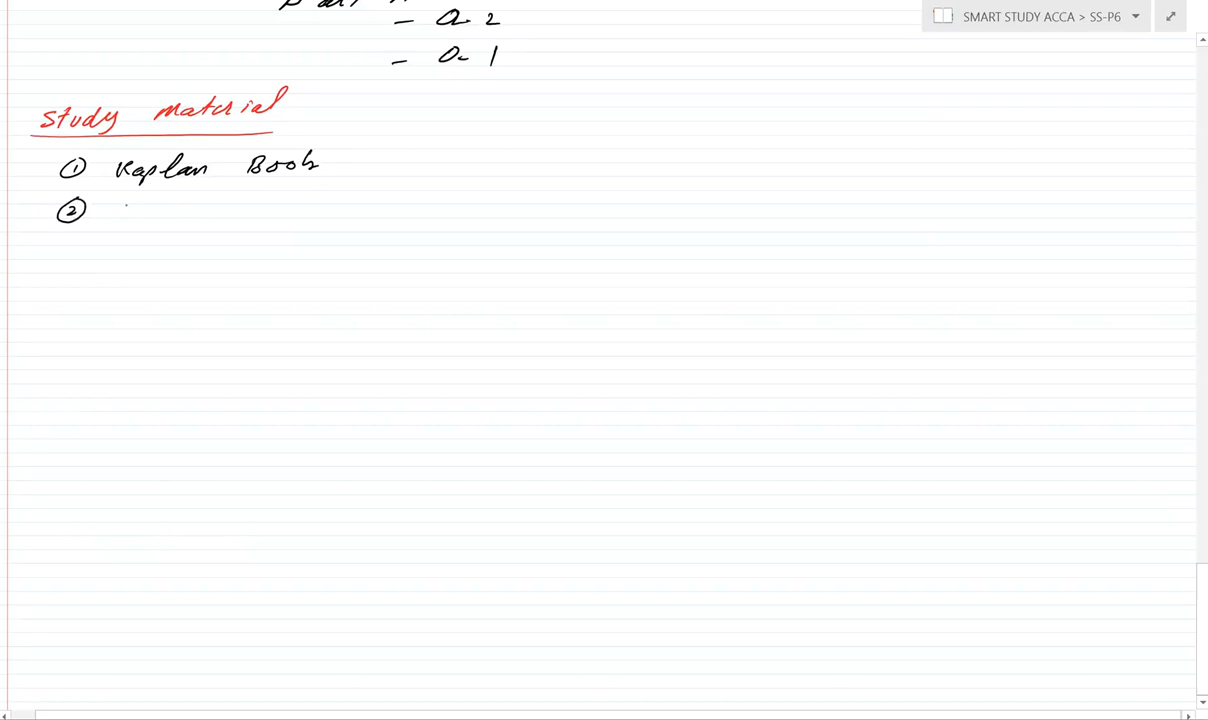 SMART STUDY ACCA > SS-P6
- Q. 2
- Q. 1
Study Material
① Kaplan Book
②